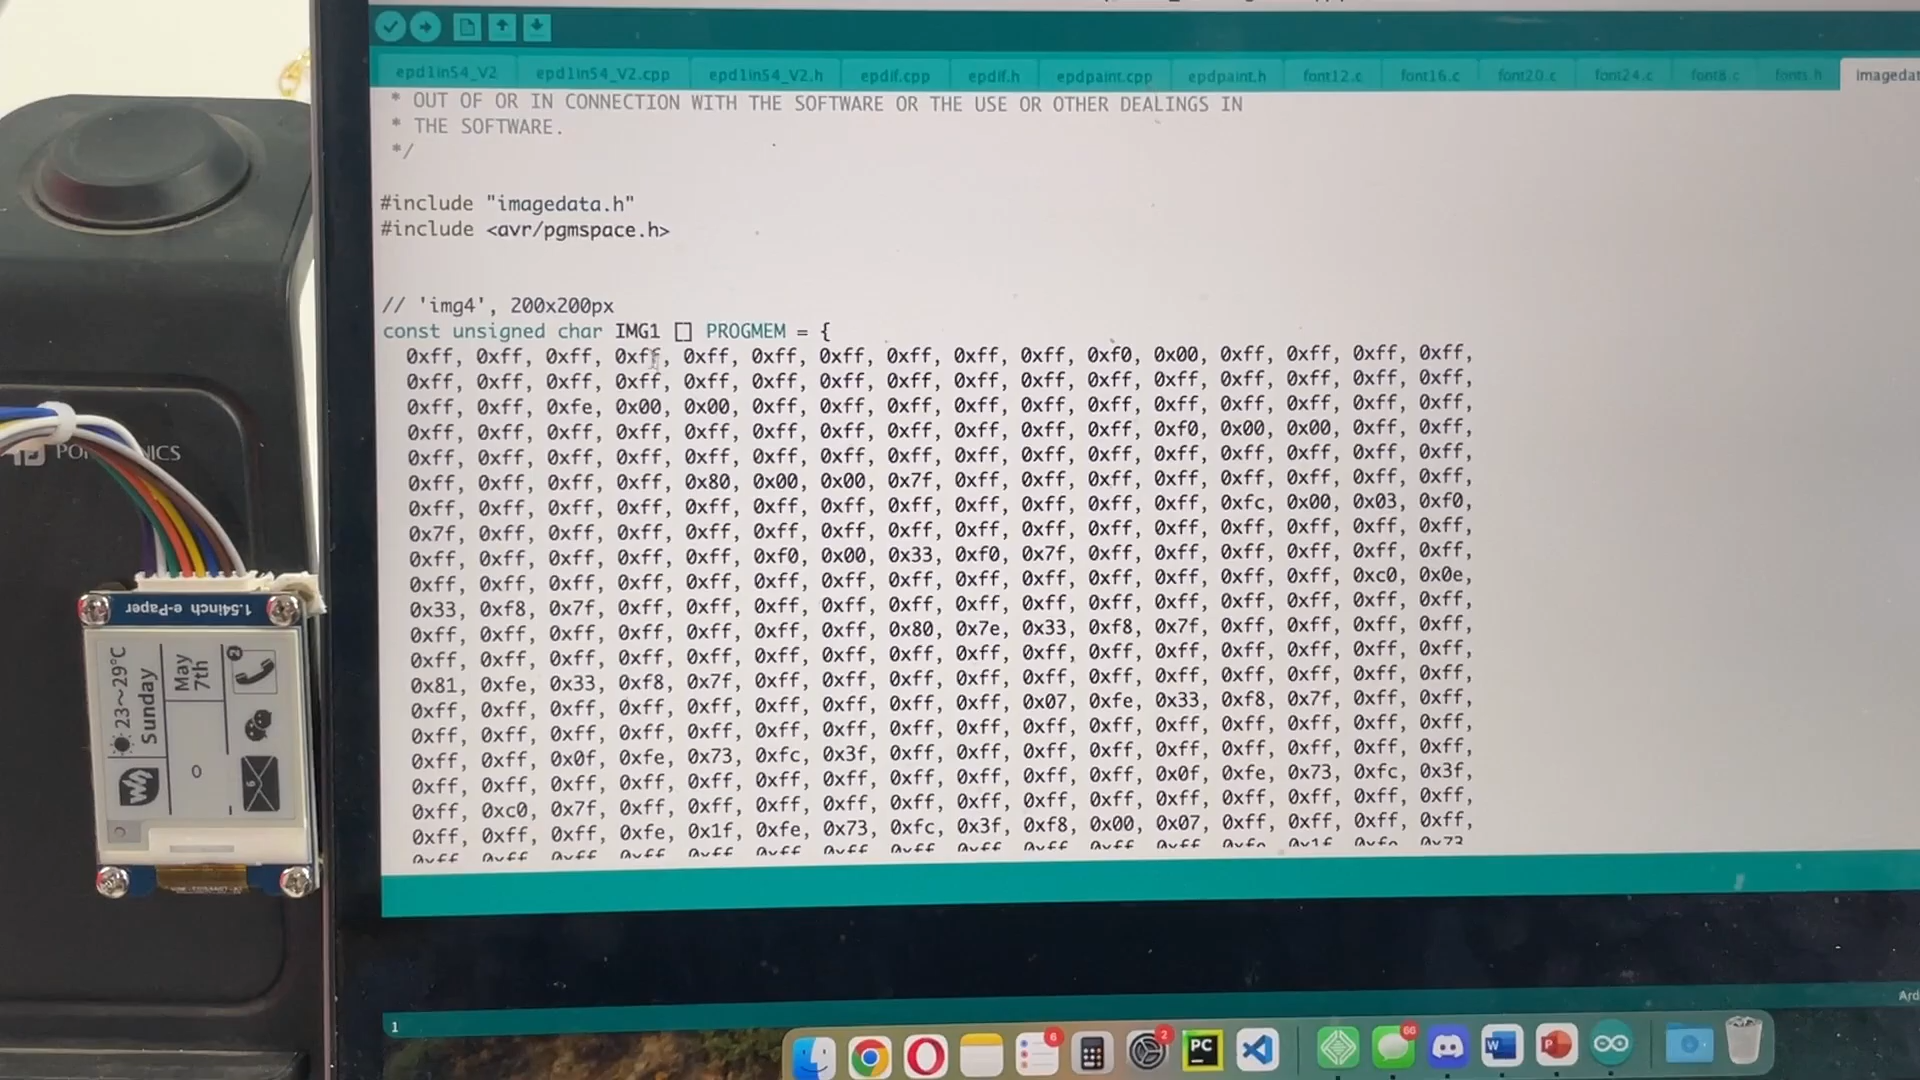 epd1in54_V2 epd1in54_V2.cpp epd1in54_V2.h epdif.cpp epdif.h epdpaint.cpp epdpaint.h font12.c font16.c font20.c font24.c font8.c fonts.h imagedat
* OUT OF OR IN CONNECTION WITH THE SOFTWARE OR THE USE OR OTHER DEALINGS IN
* THE SOFTWARE.
*/
#include "imagedata.h"
#include <avr/pgmspace.h>
// 'img4', 200x200px
const unsigned char IMG1 [] PROGMEM = {
0xff, 0xff, 0xff, 0xff, 0xff, 0xff, 0xff, 0xff, 0xff, 0xff, 0xf0, 0x00, 0xff, 0xff, 0xff, 0xff,
0xff, 0xff, 0xff, 0xff, 0xff, 0xff, 0xff, 0xff, 0xff, 0xff, 0xff, 0xff, 0xff, 0xff, 0xff, 0xff,
0xff, 0xff, 0xfe, 0x00, 0x00, 0xff, 0xff, 0xff, 0xff, 0xff, 0xff, 0xff, 0xff, 0xff, 0xff, 0xff,
0xff, 0xff, 0xff, 0xff, 0xff, 0xff, 0xff, 0xff, 0xff, 0xff, 0xff, 0xf0, 0x00, 0x00, 0xff, 0xff,
0xff, 0xff, 0xff, 0xff, 0xff, 0xff, 0xff, 0xff, 0xff, 0xff, 0xff, 0xff, 0xff, 0xff, 0xff, 0xff,
0xff, 0xff, 0xff, 0xff, 0x80, 0x00, 0x00, 0x7f, 0xff, 0xff, 0xff, 0xff, 0xff, 0xff, 0xff, 0xff,
0xff, 0xff, 0xff, 0xff, 0xff, 0xff, 0xff, 0xff, 0xff, 0xff, 0xff, 0xff, 0xfc, 0x00, 0x03, 0xf0,
0x7f, 0xff, 0xff, 0xff, 0xff, 0xff, 0xff, 0xff, 0xff, 0xff, 0xff, 0xff, 0xff, 0xff, 0xff, 0xff,
0xff, 0xff, 0xff, 0xff, 0xff, 0xf0, 0x00, 0x33, 0xf0, 0x7f, 0xff, 0xff, 0xff, 0xff, 0xff, 0xff,
0xff, 0xff, 0xff, 0xff, 0xff, 0xff, 0xff, 0xff, 0xff, 0xff, 0xff, 0xff, 0xff, 0xff, 0xc0, 0x0e,
0x33, 0xf8, 0x7f, 0xff, 0xff, 0xff, 0xff, 0xff, 0xff, 0xff, 0xff, 0xff, 0xff, 0xff, 0xff, 0xff,
0xff, 0xff, 0xff, 0xff, 0xff, 0xff, 0xff, 0x80, 0x7e, 0x33, 0xf8, 0x7f, 0xff, 0xff, 0xff, 0xff,
0xff, 0xff, 0xff, 0xff, 0xff, 0xff, 0xff, 0xff, 0xff, 0xff, 0xff, 0xff, 0xff, 0xff, 0xff, 0xff,
0x81, 0xfe, 0x33, 0xf8, 0x7f, 0xff, 0xff, 0xff, 0xff, 0xff, 0xff, 0xff, 0xff, 0xff, 0xff, 0xff,
0xff, 0xff, 0xff, 0xff, 0xff, 0xff, 0xff, 0xff, 0xff, 0x07, 0xfe, 0x33, 0xf8, 0x7f, 0xff, 0xff,
0xff, 0xff, 0xff, 0xff, 0xff, 0xff, 0xff, 0xff, 0xff, 0xff, 0xff, 0xff, 0xff, 0xff, 0xff, 0xff,
0xff, 0xff, 0x0f, 0xfe, 0x73, 0xfc, 0x3f, 0xff, 0xff, 0xff, 0xff, 0xff, 0xff, 0xff, 0xff, 0xff,
0xff, 0xff, 0xff, 0xff, 0xff, 0xff, 0xff, 0xff, 0xff, 0xff, 0xff, 0x0f, 0xfe, 0x73, 0xfc, 0x3f,
0xff, 0xc0, 0x7f, 0xff, 0xff, 0xff, 0xff, 0xff, 0xff, 0xff, 0xff, 0xff, 0xff, 0xff, 0xff, 0xff,
0xff, 0xff, 0xff, 0xfe, 0x1f, 0xfe, 0x73, 0xfc, 0x3f, 0xf8, 0x00, 0x07, 0xff, 0xff, 0xff, 0xff,
1
Ard
6
2
PC
66
W
P
1.54inch e-Paper
23~29°C
Sunday
May
7th
0
2
6